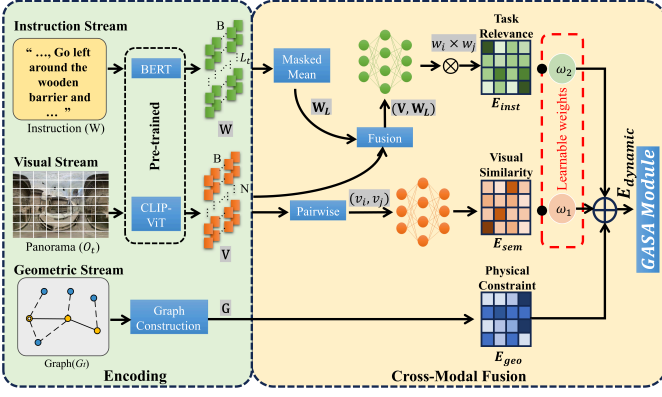 Instruction Stream
“ …, Go left
around the
wooden
barrier and
… ”
Instruction (W)
BERT
Pre-trained
B
L_t
W
Visual Stream
Panorama (O_t)
CLIP-
ViT
B
N
V
Geometric Stream
Graph(G_t)
Graph
Construction
G
Encoding
Masked
Mean
W_L
Fusion
(V, W_L)
w_i × w_j
Task
Relevance
E_inst
ω_2
Pairwise
(v_i, v_j)
Visual
Similarity
E_sem
ω_1
Learnable weights
Physical
Constraint
E_geo
E_dynamic
GASA Module
Cross-Modal Fusion